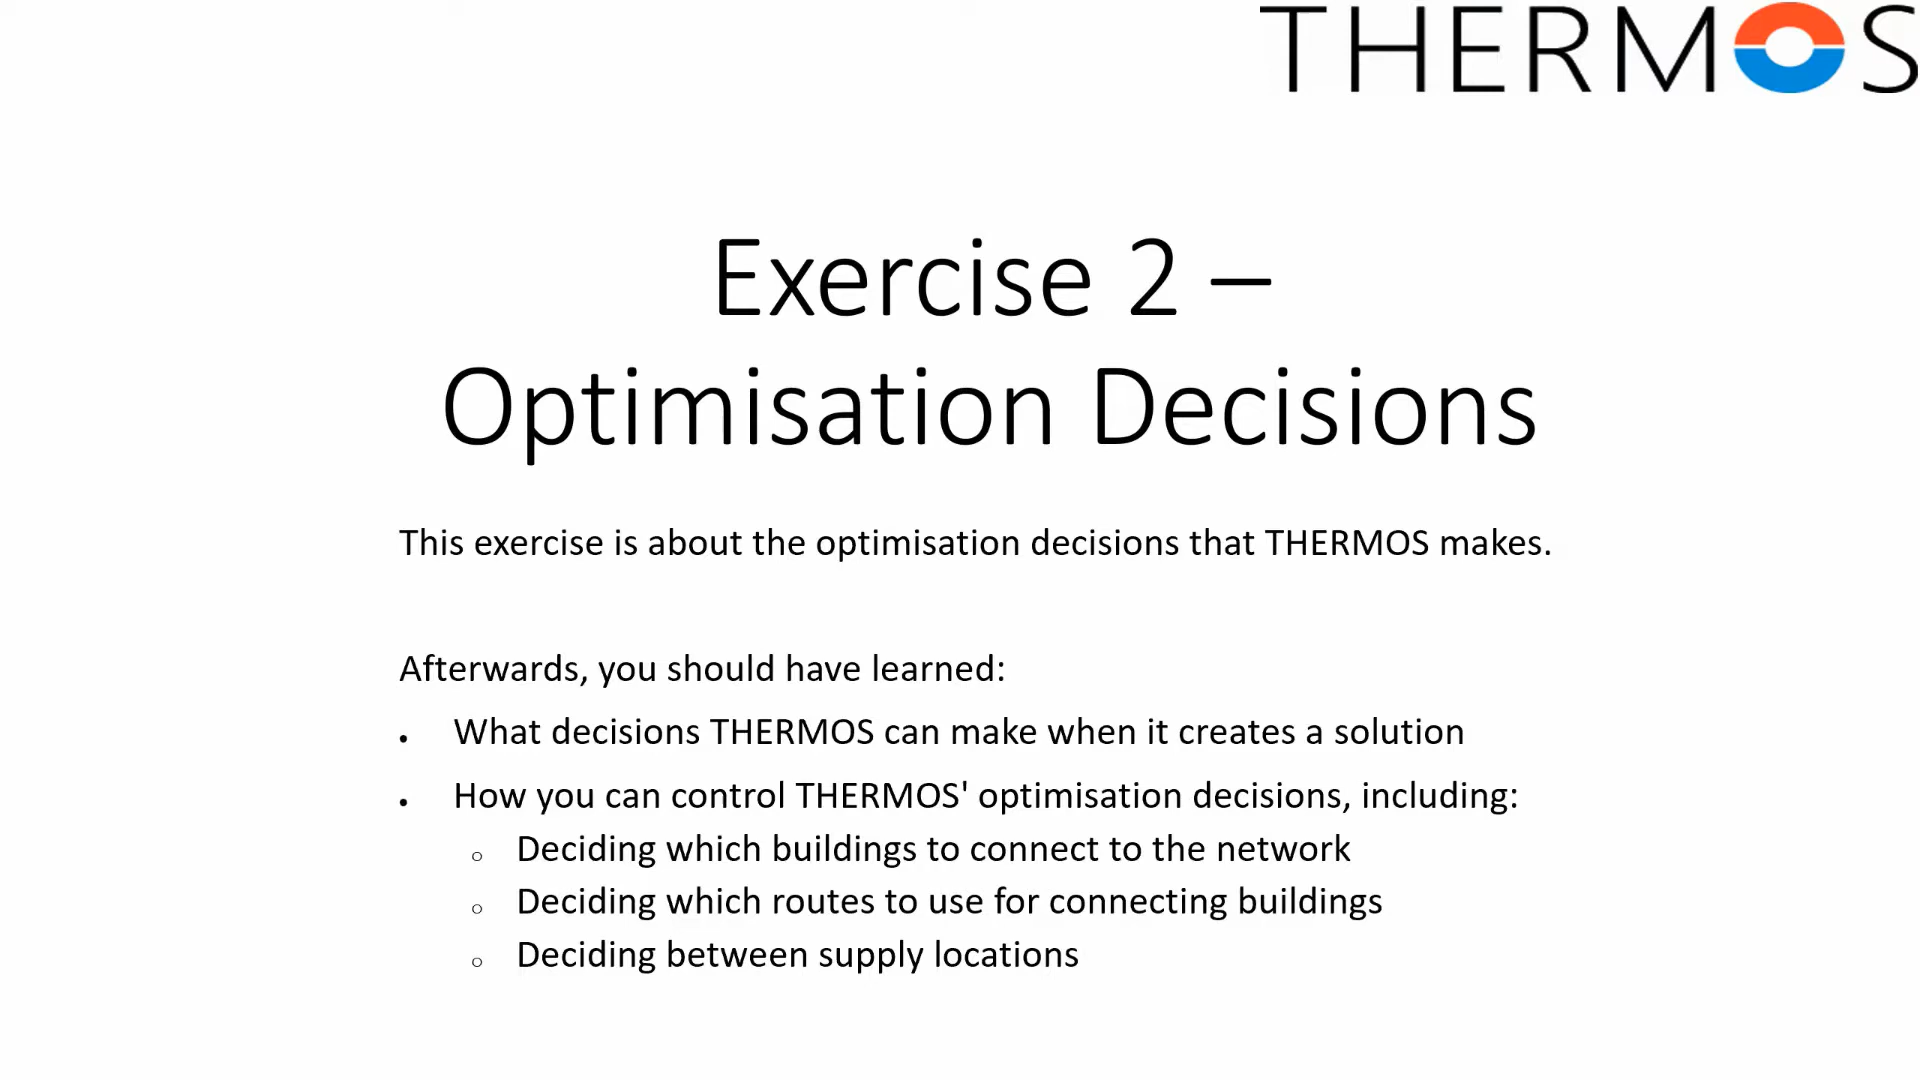 THERMOS
Exercise 2 –
Optimisation Decisions
This exercise is about the optimisation decisions that THERMOS makes.
Afterwards, you should have learned:
• What decisions THERMOS can make when it creates a solution
• How you can control THERMOS' optimisation decisions, including:
○ Deciding which buildings to connect to the network
○ Deciding which routes to use for connecting buildings
○ Deciding between supply locations